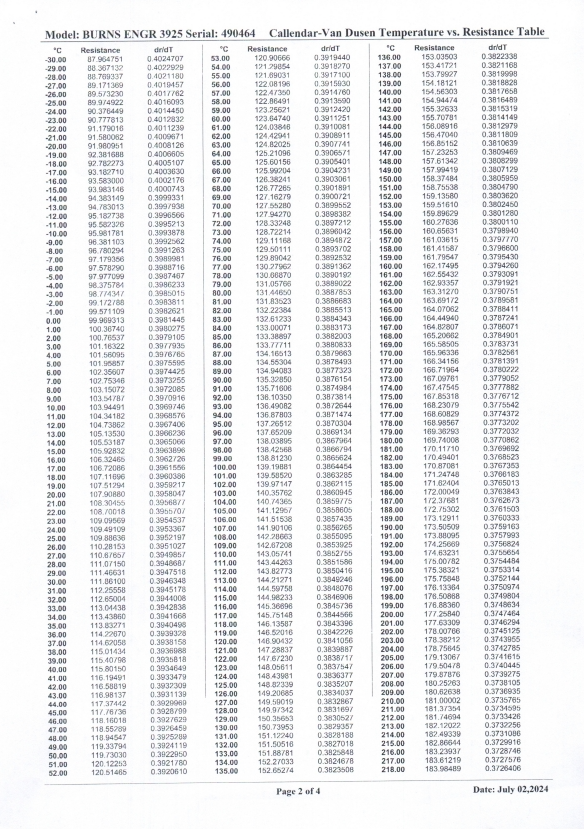 Model: BURNS ENGR 3925 Serial: 490464 Callendar-Van Dusen Temperature vs. Resistance Table
°C Resistance dr/dT °C Resistance dr/dT °C Resistance dr/dT
-30.00 87.964751 0.4024707 53.00 120.90666 0.3919440 136.00 153.03503 0.3822338
-29.00 88.367132 0.4022929 54.00 121.29854 0.3918270 137.00 153.41721 0.3821168
-28.00 88.769337 0.4021180 55.00 121.69031 0.3917100 138.00 153.79927 0.3819998
-27.00 89.171369 0.4019457 56.00 122.08196 0.3915930 139.00 154.18121 0.3818828
-26.00 89.573230 0.4017762 57.00 122.47350 0.3914760 140.00 154.56303 0.3817658
-25.00 89.974922 0.4016093 58.00 122.86491 0.3913590 141.00 154.94474 0.3816489
-24.00 90.376449 0.4014450 59.00 123.25621 0.3912420 142.00 155.32633 0.3815319
-23.00 90.777813 0.4012832 60.00 123.64740 0.3911251 143.00 155.70781 0.3814149
-22.00 91.179016 0.4011239 61.00 124.03846 0.3910081 144.00 156.08916 0.3812979
-21.00 91.580062 0.4009671 62.00 124.42941 0.3908911 145.00 156.47040 0.3811809
-20.00 91.980951 0.4008126 63.00 124.82025 0.3907741 146.00 156.85152 0.3810639
-19.00 92.381688 0.4006605 64.00 125.21096 0.3906571 147.00 157.23253 0.3809469
-18.00 92.782273 0.4005107 65.00 125.60156 0.3905401 148.00 157.61342 0.3808299
-17.00 93.182710 0.4003630 66.00 125.99204 0.3904231 149.00 157.99419 0.3807129
-16.00 93.583000 0.4002176 67.00 126.38241 0.3903061 150.00 158.37484 0.3805959
-15.00 93.983146 0.4000743 68.00 126.77265 0.3901891 151.00 158.75538 0.3804790
-14.00 94.383149 0.3999331 69.00 127.16279 0.3900721 152.00 159.13580 0.3803620
-13.00 94.783013 0.3997938 70.00 127.55280 0.3899552 153.00 159.51610 0.3802450
-12.00 95.182738 0.3996566 71.00 127.94270 0.3898382 154.00 159.89629 0.3801280
-11.00 95.582326 0.3995213 72.00 128.33248 0.3897212 155.00 160.27636 0.3800110
-10.00 95.981781 0.3993878 73.00 128.72214 0.3896042 156.00 160.65631 0.3798940
-9.00 96.381103 0.3992562 74.00 129.11168 0.3894872 157.00 161.03615 0.3797770
-8.00 96.780294 0.3991263 75.00 129.50111 0.3893702 158.00 161.41587 0.3796600
-7.00 97.179356 0.3989981 76.00 129.89042 0.3892532 159.00 161.79547 0.3795430
-6.00 97.578290 0.3988716 77.00 130.27962 0.3891362 160.00 162.17495 0.3794260
-5.00 97.977099 0.3987467 78.00 130.66870 0.3890192 161.00 162.55432 0.3793091
-4.00 98.375784 0.3986233 79.00 131.05766 0.3889022 162.00 162.93357 0.3791921
-3.00 98.774347 0.3985015 80.00 131.44650 0.3887853 163.00 163.31270 0.3790751
-2.00 99.172788 0.3983811 81.00 131.83523 0.3886683 164.00 163.69172 0.3789581
-1.00 99.571109 0.3982621 82.00 132.22384 0.3885513 165.00 164.07062 0.3788411
0.00 99.969313 0.3981445 83.00 132.61233 0.3884343 166.00 164.44940 0.3787241
1.00 100.36740 0.3980275 84.00 133.00071 0.3883173 167.00 164.82807 0.3786071
2.00 100.76537 0.3979105 85.00 133.38897 0.3882003 168.00 165.20662 0.3784901
3.00 101.16322 0.3977935 86.00 133.77711 0.3880833 169.00 165.58505 0.3783731
4.00 101.56095 0.3976765 87.00 134.16513 0.3879663 170.00 165.96336 0.3782561
5.00 101.95857 0.3975595 88.00 134.55304 0.3878493 171.00 166.34156 0.3781391
6.00 102.35607 0.3974425 89.00 134.94083 0.3877323 172.00 166.71964 0.3780222
7.00 102.75346 0.3973255 90.00 135.32850 0.3876154 173.00 167.09761 0.3779052
8.00 103.15072 0.3972085 91.00 135.71606 0.3874984 174.00 167.47545 0.3777882
9.00 103.54787 0.3970916 92.00 136.10350 0.3873814 175.00 167.85318 0.3776712
10.00 103.94491 0.3969746 93.00 136.49082 0.3872644 176.00 168.23079 0.3775542
11.00 104.34182 0.3968576 94.00 136.87803 0.3871474 177.00 168.60829 0.3774372
12.00 104.73862 0.3967406 95.00 137.26512 0.3870304 178.00 168.98567 0.3773202
13.00 105.13530 0.3966236 96.00 137.65209 0.3869134 179.00 169.36293 0.3772032
14.00 105.53187 0.3965066 97.00 138.03895 0.3867964 180.00 169.74008 0.3770862
15.00 105.92832 0.3963896 98.00 138.42568 0.3866794 181.00 170.11710 0.3769692
16.00 106.32465 0.3962726 99.00 138.81230 0.3865624 182.00 170.49401 0.3768523
17.00 106.72086 0.3961556 100.00 139.19881 0.3864454 183.00 170.87081 0.3767353
18.00 107.11696 0.3960386 101.00 139.58520 0.3863285 184.00 171.24748 0.3766183
19.00 107.51294 0.3959217 102.00 139.97147 0.3862115 185.00 171.62404 0.3765013
20.00 107.90880 0.3958047 103.00 140.35762 0.3860945 186.00 172.00049 0.3763843
21.00 108.30455 0.3956877 104.00 140.74365 0.3859775 187.00 172.37681 0.3762673
22.00 108.70018 0.3955707 105.00 141.12957 0.3858605 188.00 172.75302 0.3761503
23.00 109.09569 0.3954537 106.00 141.51538 0.3857435 189.00 173.12911 0.3760333
24.00 109.49109 0.3953367 107.00 141.90106 0.3856265 190.00 173.50509 0.3759163
25.00 109.88636 0.3952197 108.00 142.28663 0.3855095 191.00 173.88095 0.3757993
26.00 110.28153 0.3951027 109.00 142.67208 0.3853925 192.00 174.25669 0.3756824
27.00 110.67657 0.3949857 110.00 143.05741 0.3852755 193.00 174.63231 0.3755654
28.00 111.07150 0.3948687 111.00 143.44263 0.3851586 194.00 175.00782 0.3754484
29.00 111.46631 0.3947518 112.00 143.82773 0.3850416 195.00 175.38321 0.3753314
30.00 111.86100 0.3946348 113.00 144.21271 0.3849246 196.00 175.75848 0.3752144
31.00 112.25558 0.3945178 114.00 144.59758 0.3848076 197.00 176.13364 0.3750974
32.00 112.65004 0.3944008 115.00 144.98233 0.3846906 198.00 176.50868 0.3749804
33.00 113.04438 0.3942838 116.00 145.36696 0.3845736 199.00 176.88360 0.3748634
34.00 113.43860 0.3941668 117.00 145.75148 0.3844566 200.00 177.25840 0.3747464
35.00 113.83271 0.3940498 118.00 146.13587 0.3843396 201.00 177.63309 0.3746294
36.00 114.22670 0.3939328 119.00 146.52016 0.3842226 202.00 178.00766 0.3745125
37.00 114.62058 0.3938158 120.00 146.90432 0.3841056 203.00 178.38212 0.3743955
38.00 115.01434 0.3936988 121.00 147.28837 0.3839887 204.00 178.75645 0.3742785
39.00 115.40798 0.3935818 122.00 147.67230 0.3838717 205.00 179.13067 0.3741615
40.00 115.80150 0.3934649 123.00 148.05611 0.3837547 206.00 179.50478 0.3740445
41.00 116.19491 0.3933479 124.00 148.43981 0.3836377 207.00 179.87876 0.3739275
42.00 116.58819 0.3932309 125.00 148.82339 0.3835207 208.00 180.25263 0.3738105
43.00 116.98137 0.3931139 126.00 149.20685 0.3834037 209.00 180.62638 0.3736935
44.00 117.37442 0.3929969 127.00 149.59019 0.3832867 210.00 181.00002 0.3735765
45.00 117.76736 0.3928799 128.00 149.97342 0.3831697 211.00 181.37354 0.3734595
46.00 118.16018 0.3927629 129.00 150.35653 0.3830527 212.00 181.74694 0.3733426
47.00 118.55289 0.3926459 130.00 150.73953 0.3829357 213.00 182.12022 0.3732256
48.00 118.94547 0.3925289 131.00 151.12240 0.3828188 214.00 182.49339 0.3731086
49.00 119.33794 0.3924119 132.00 151.50516 0.3827018 215.00 182.86644 0.3729916
50.00 119.73030 0.3922950 133.00 151.88781 0.3825848 216.00 183.23937 0.3728746
51.00 120.12253 0.3921780 134.00 152.27033 0.3824678 217.00 183.61219 0.3727576
52.00 120.51465 0.3920610 135.00 152.65274 0.3823508 218.00 183.98489 0.3726406
Page 2 of 4 Date: July 02,2024